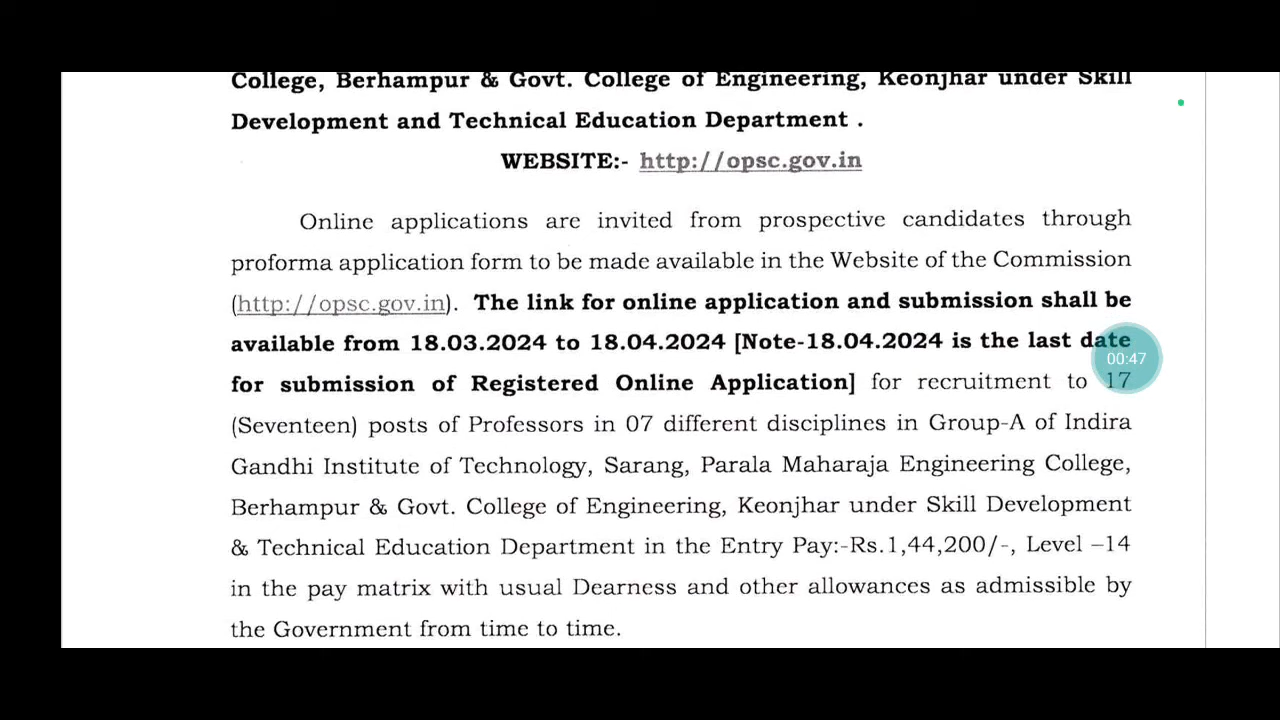 College, Berhampur & Govt. College of Engineering, Keonjhar under Skill
Development and Technical Education Department .
WEBSITE:- http://opsc.gov.in
Online applications are invited from prospective candidates through
proforma application form to be made available in the Website of the Commission
(http://opsc.gov.in). The link for online application and submission shall be
available from 18.03.2024 to 18.04.2024 [Note-18.04.2024 is the last date
00:47
for submission of Registered Online Application] for recruitment to 17
(Seventeen) posts of Professors in 07 different disciplines in Group-A of Indira
Gandhi Institute of Technology, Sarang, Parala Maharaja Engineering College,
Berhampur & Govt. College of Engineering, Keonjhar under Skill Development
& Technical Education Department in the Entry Pay:-Rs.1,44,200/-, Level –14
in the pay matrix with usual Dearness and other allowances as admissible by
the Government from time to time.